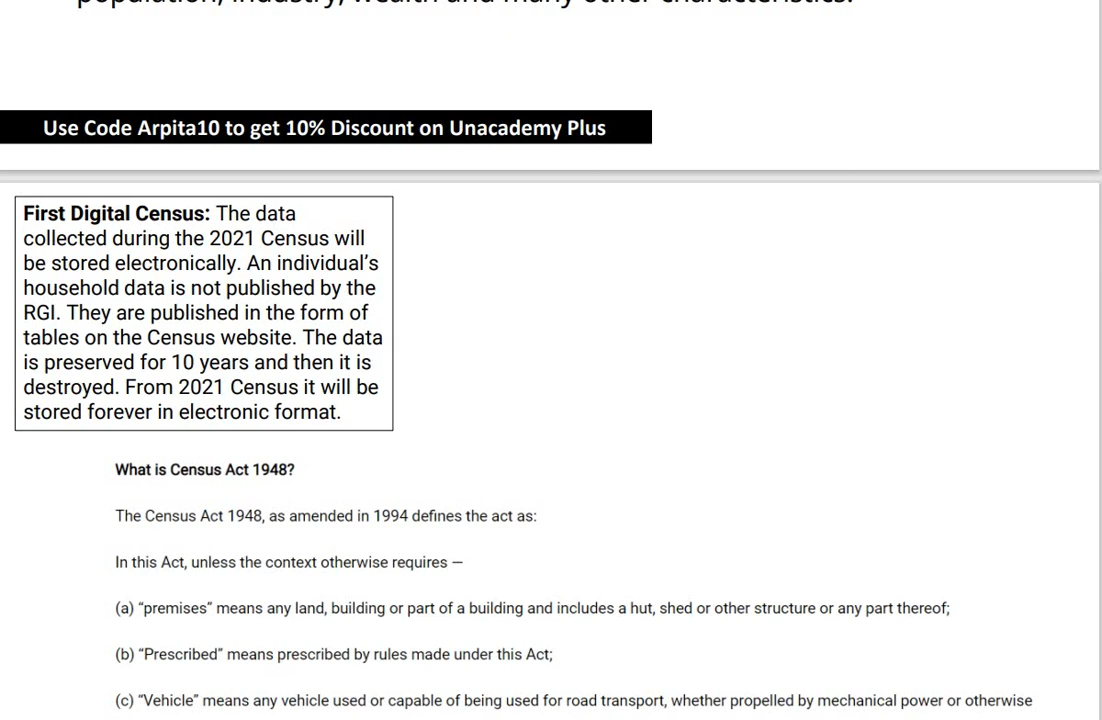 population, industry, wealth and many other characteristics.
Use Code Arpita10 to get 10% Discount on Unacademy Plus
First Digital Census: The data
collected during the 2021 Census will
be stored electronically. An individual’s
household data is not published by the
RGI. They are published in the form of
tables on the Census website. The data
is preserved for 10 years and then it is
destroyed. From 2021 Census it will be
stored forever in electronic format.
What is Census Act 1948?
The Census Act 1948, as amended in 1994 defines the act as:
In this Act, unless the context otherwise requires —
(a) “premises” means any land, building or part of a building and includes a hut, shed or other structure or any part thereof;
(b) “Prescribed” means prescribed by rules made under this Act;
(c) “Vehicle” means any vehicle used or capable of being used for road transport, whether propelled by mechanical power or otherwise